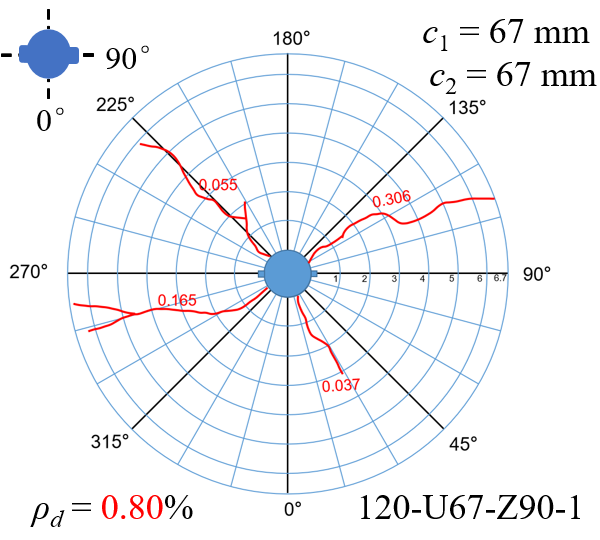 180°
c₁ = 67 mm
c₂ = 67 mm
90°
0°
225°
135°
0.055
0.306
270°
1 2 3 4 5 6 6.7
90°
0.165
0.037
315°
45°
0°
ρd = 0.80%
120-U67-Z90-1